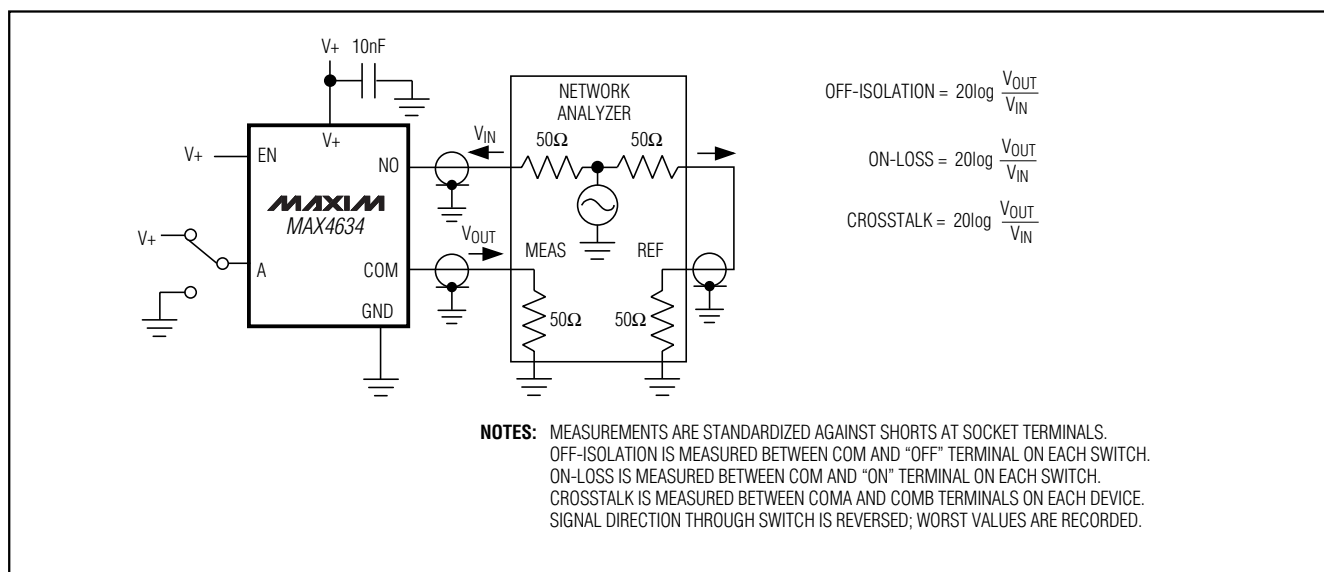 V+ 10nF
V+
V+ EN
NO
MAXIM
MAX4634
V+
A
COM
GND
VIN
VOUT
NETWORK
ANALYZER
50Ω 50Ω
MEAS REF
50Ω 50Ω
OFF-ISOLATION = 20log VOUT/VIN
ON-LOSS = 20log VOUT/VIN
CROSSTALK = 20log VOUT/VIN
NOTES: MEASUREMENTS ARE STANDARDIZED AGAINST SHORTS AT SOCKET TERMINALS.
OFF-ISOLATION IS MEASURED BETWEEN COM AND “OFF” TERMINAL ON EACH SWITCH.
ON-LOSS IS MEASURED BETWEEN COM AND “ON” TERMINAL ON EACH SWITCH.
CROSSTALK IS MEASURED BETWEEN COMA AND COMB TERMINALS ON EACH DEVICE.
SIGNAL DIRECTION THROUGH SWITCH IS REVERSED; WORST VALUES ARE RECORDED.